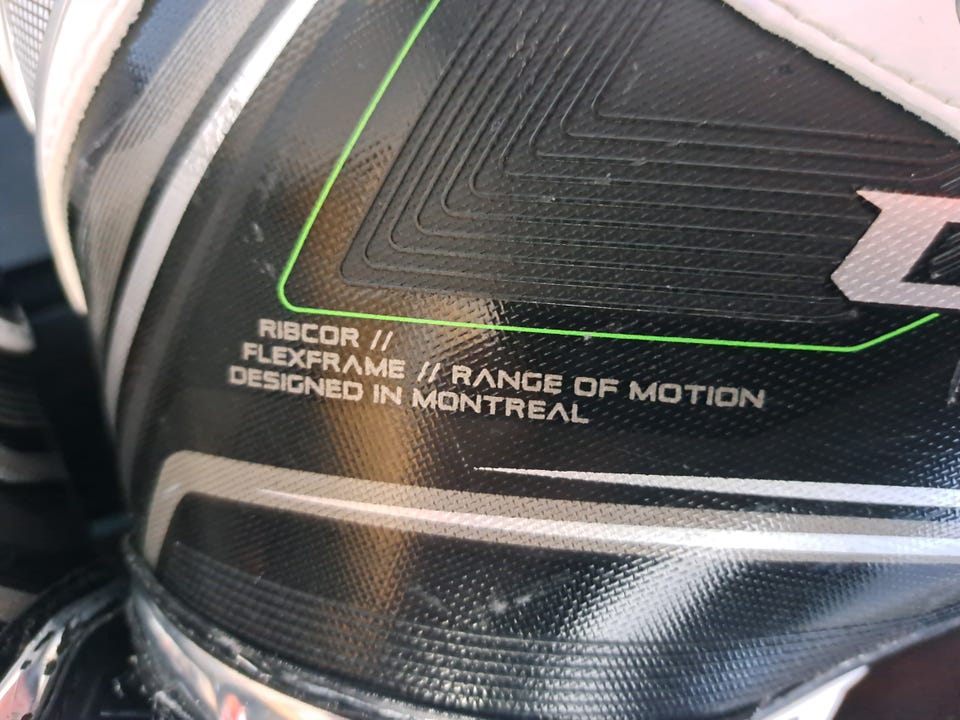 RIBCOR //
FLEXFRAME // RANGE OF MOTION
DESIGNED IN MONTREAL